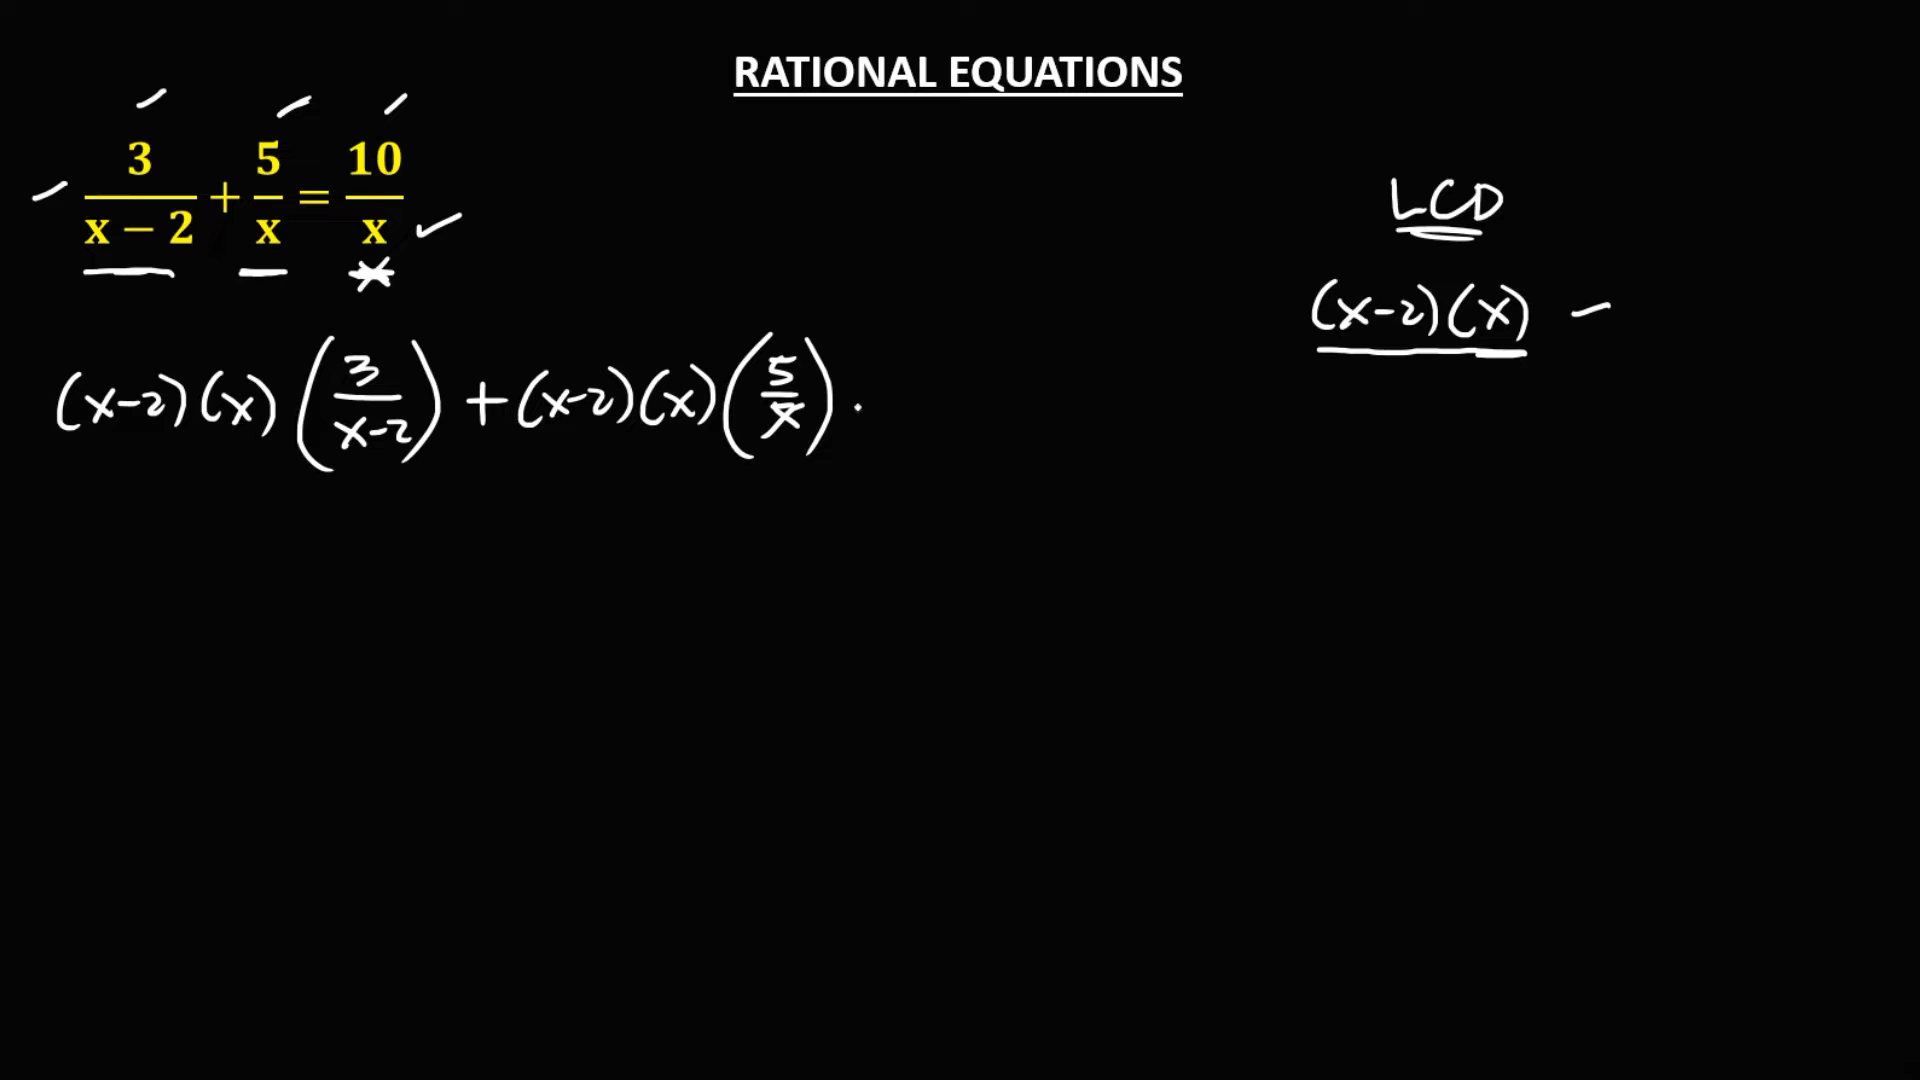 RATIONAL EQUATIONS
3/(x − 2) + 5/x = 10/x
LCD
(x-2)(x)
(x-2)(x)(3/(x-2)) + (x-2)(x)(5/x)